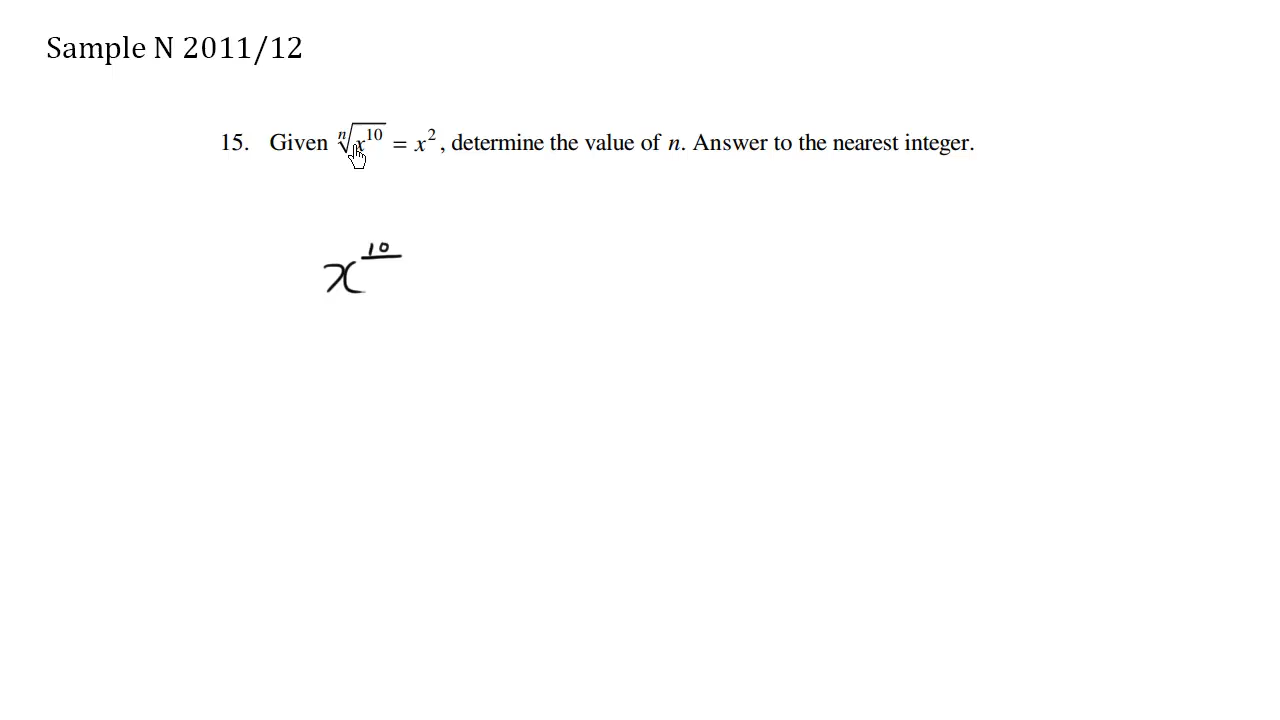 Sample N 2011/12
15. Given ⁿ√x¹⁰ = x², determine the value of n. Answer to the nearest integer.
x¹⁰